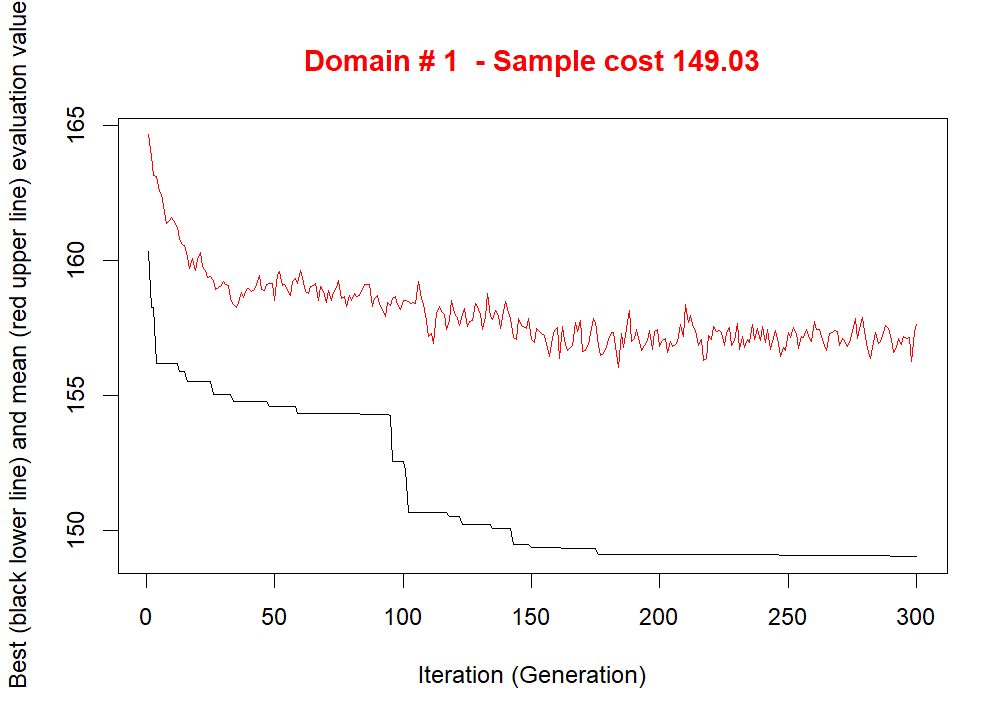 Domain # 1  - Sample cost 149.03
Best (black lower line) and mean (red upper line) evaluation value
165
160
155
150
0 50 100 150 200 250 300
Iteration (Generation)